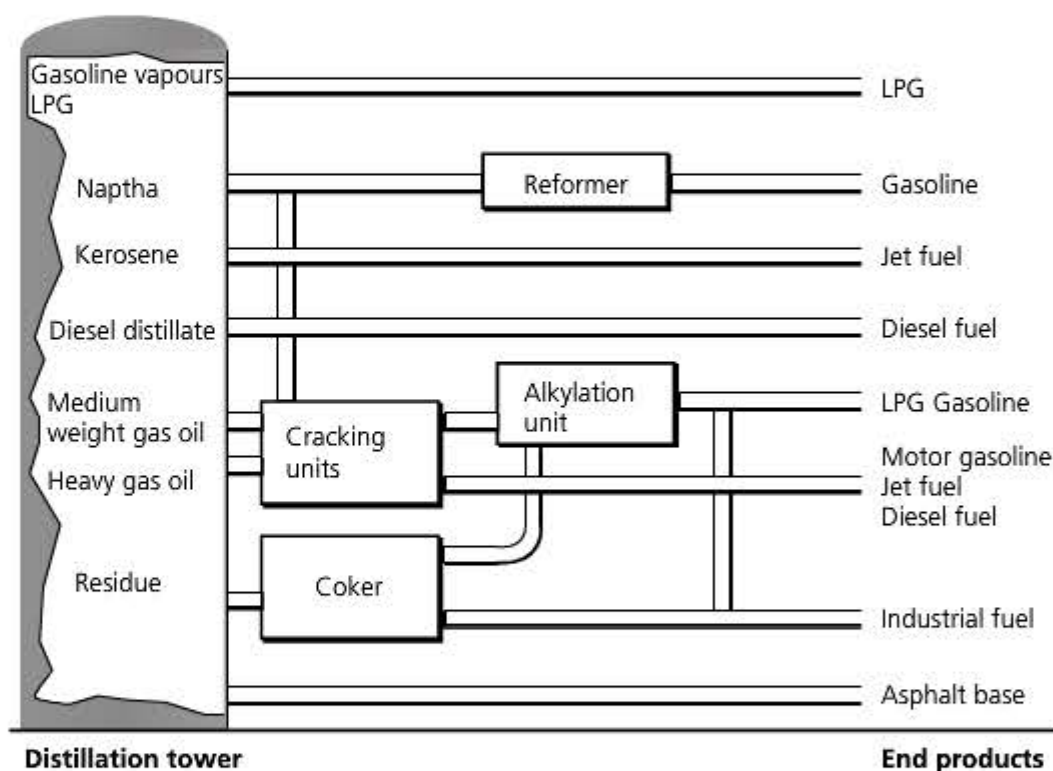 Gasoline vapours
LPG
LPG
Naptha
Reformer
Gasoline
Kerosene
Jet fuel
Diesel distillate
Diesel fuel
Medium
weight gas oil
Cracking
units
Alkylation
unit
LPG Gasoline
Heavy gas oil
Motor gasoline
Jet fuel
Diesel fuel
Residue
Coker
Industrial fuel
Asphalt base
Distillation tower
End products